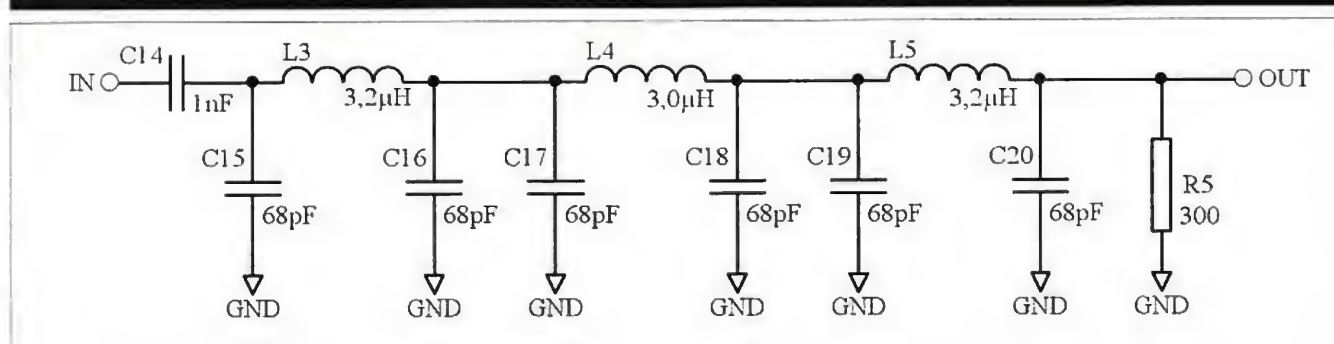 C14
L3
L4
L5
IN
OUT
1nF
3,2µH
3,0µH
3,2µH
C15
C16
C17
C18
C19
C20
R5
300
68pF
68pF
68pF
68pF
68pF
68pF
GND
GND
GND
GND
GND
GND
GND